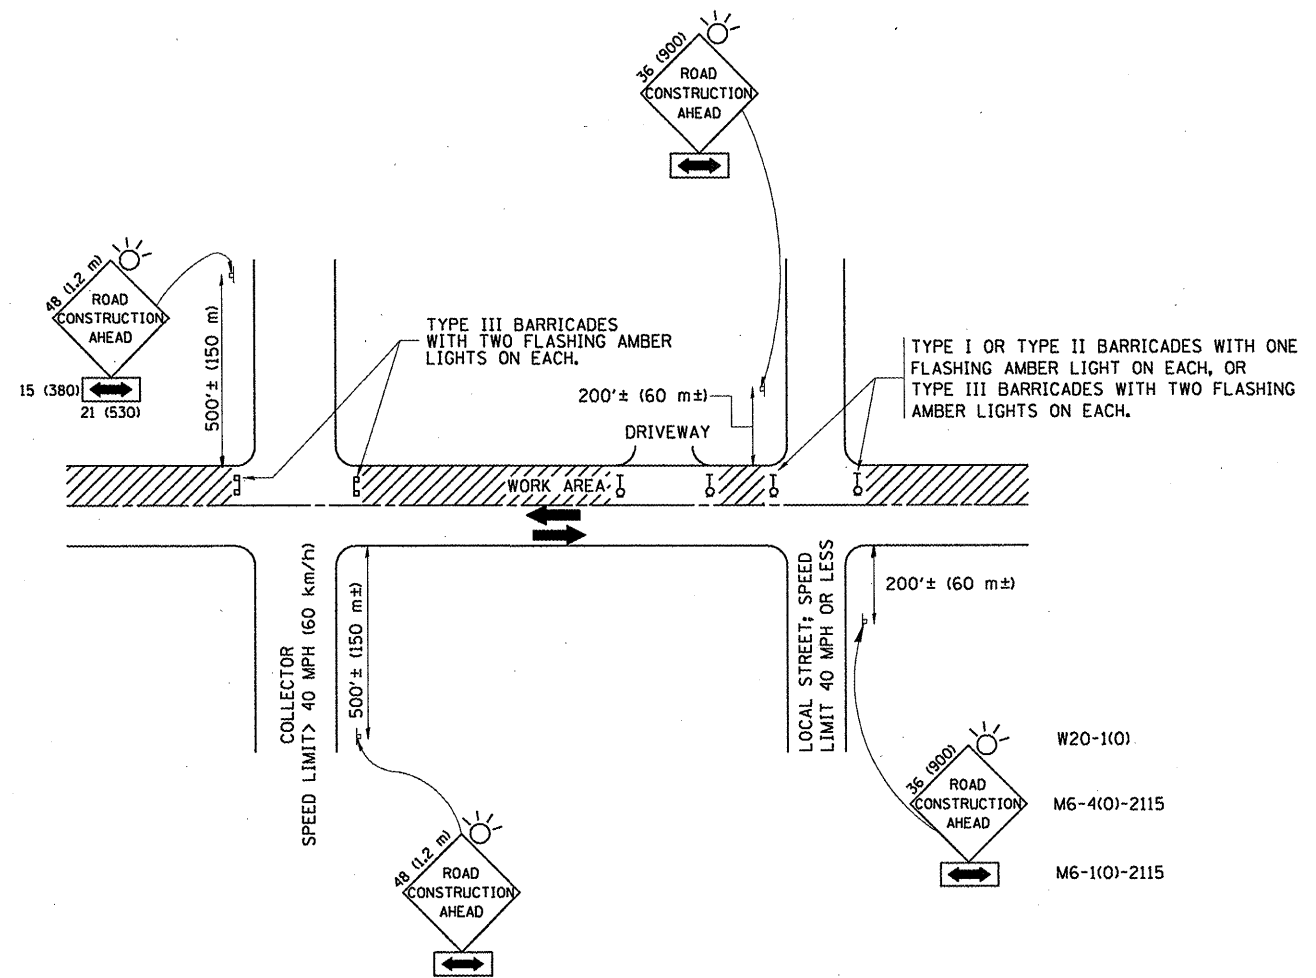 36 (900)
ROAD
CONSTRUCTION
AHEAD
48 (1.2 m)
ROAD
CONSTRUCTION
AHEAD
15 (380)
21 (530)
500'± (150 m)
TYPE III BARRICADES
WITH TWO FLASHING AMBER
LIGHTS ON EACH.
200'± (60 m±)
DRIVEWAY
TYPE I OR TYPE II BARRICADES WITH ONE
FLASHING AMBER LIGHT ON EACH, OR
TYPE III BARRICADES WITH TWO FLASHING
AMBER LIGHTS ON EACH.
WORK AREA
COLLECTOR
SPEED LIMIT> 40 MPH (60 km/h)
500'± (150 m±)
LOCAL STREET; SPEED
LIMIT 40 MPH OR LESS
200'± (60 m±)
48 (1.2 m)
ROAD
CONSTRUCTION
AHEAD
36 (900)
ROAD
CONSTRUCTION
AHEAD
W20-1(O)
M6-4(O)-2115
M6-1(O)-2115